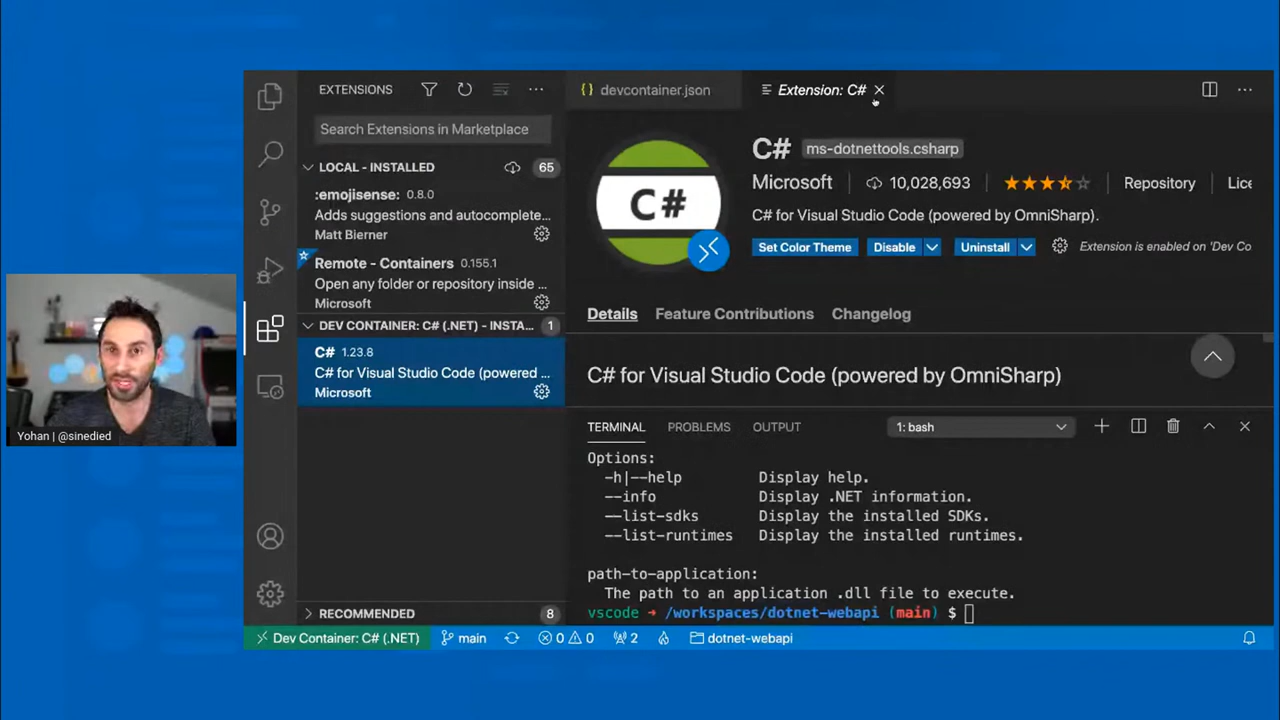 EXTENSIONS
Search Extensions in Marketplace
LOCAL - INSTALLED 65
:emojisense: 0.8.0
Adds suggestions and autocomplete...
Matt Bierner
Remote - Containers 0.155.1
Open any folder or repository inside ...
Microsoft
DEV CONTAINER: C# (.NET) - INSTA... 1
C# 1.23.8
C# for Visual Studio Code (powered ...
Microsoft
RECOMMENDED 8
{} devcontainer.json
Extension: C#
C#
C# ms-dotnettools.csharp
Microsoft 10,028,693 Repository Lice
C# for Visual Studio Code (powered by OmniSharp).
Set Color Theme Disable Uninstall Extension is enabled on 'Dev Co
Details Feature Contributions Changelog
C# for Visual Studio Code (powered by OmniSharp)
TERMINAL PROBLEMS OUTPUT 1: bash
Options:
-h|--help Display help.
--info Display .NET information.
--list-sdks Display the installed SDKs.
--list-runtimes Display the installed runtimes.
path-to-application:
The path to an application .dll file to execute.
vscode → /workspaces/dotnet-webapi (main) $
Dev Container: C# (.NET) main 0 0 2 dotnet-webapi
Yohan | @sinedied